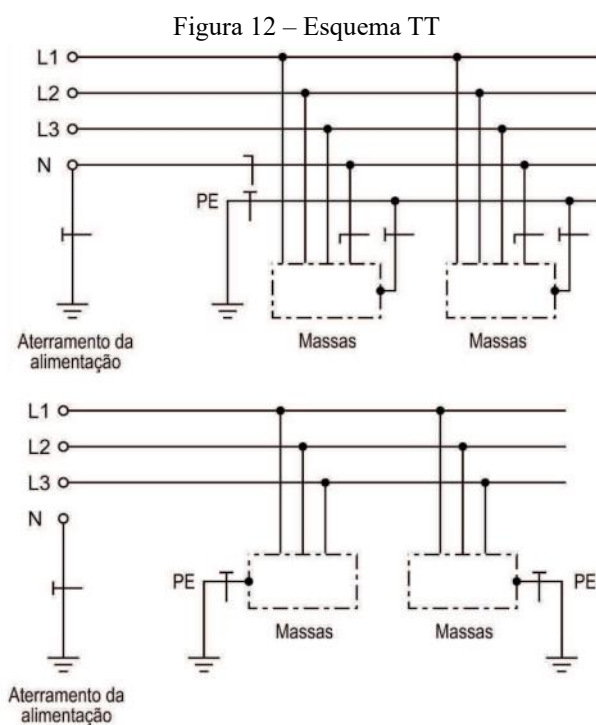 Figura 12 – Esquema TT
L1
L2
L3
N
PE
Massas
Massas
Aterramento da
alimentação
L1
L2
L3
N
PE
PE
Massas
Massas
Aterramento da
alimentação